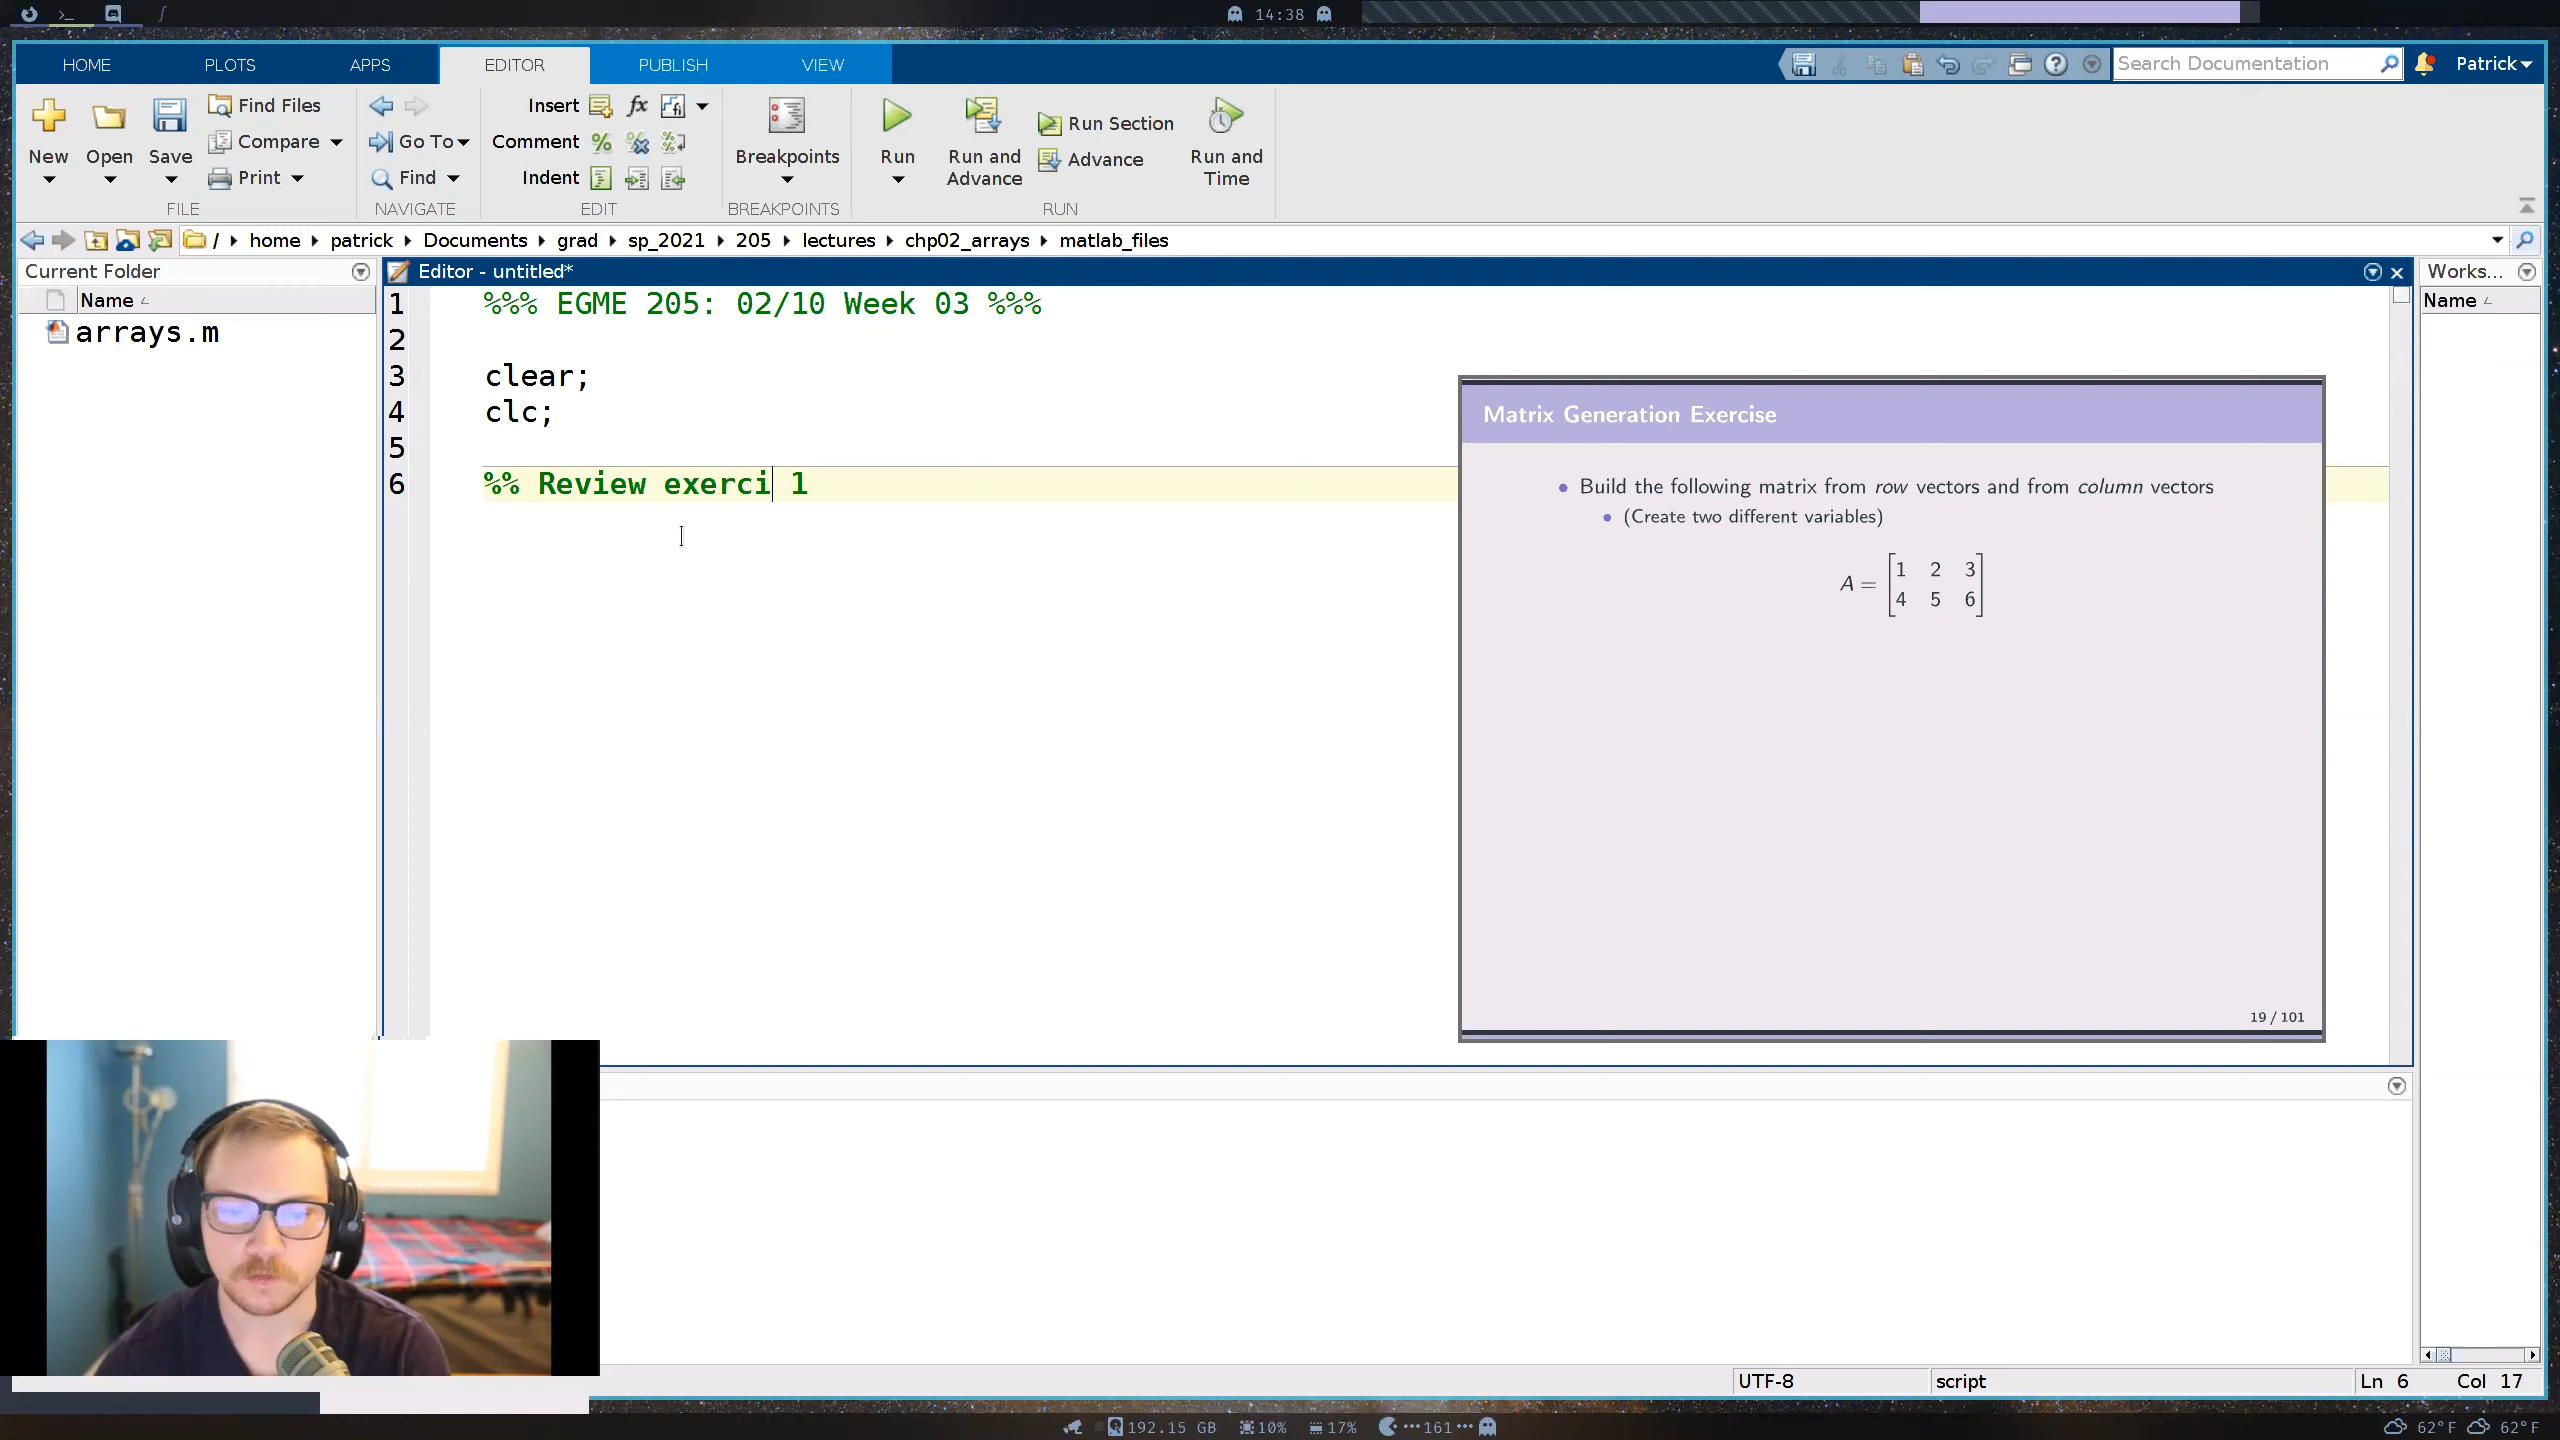 14:38
HOME PLOTS APPS EDITOR PUBLISH VIEW
Search Documentation
Patrick
New
Open
Save
Find Files
Compare
Print
FILE
Go To
Find
NAVIGATE
Insert
Comment
Indent
fx
EDIT
Breakpoints
BREAKPOINTS
Run
Run and Advance
Run Section
Advance
Run and Time
RUN
/ home patrick Documents grad sp_2021 205 lectures chp02_arrays matlab_files
Current Folder
Name
arrays.m
Editor - untitled*
1 %%% EGME 205: 02/10 Week 03 %%%
2
3 clear;
4 clc;
5
6 %% Review exerci 1
Works...
Name
Matrix Generation Exercise
• Build the following matrix from row vectors and from column vectors
• (Create two different variables)
A = [1 2 3
4 5 6]
19 / 101
UTF-8
script
Ln 6 Col 17
192.15 GB 10% 17% 161
62°F 62°F